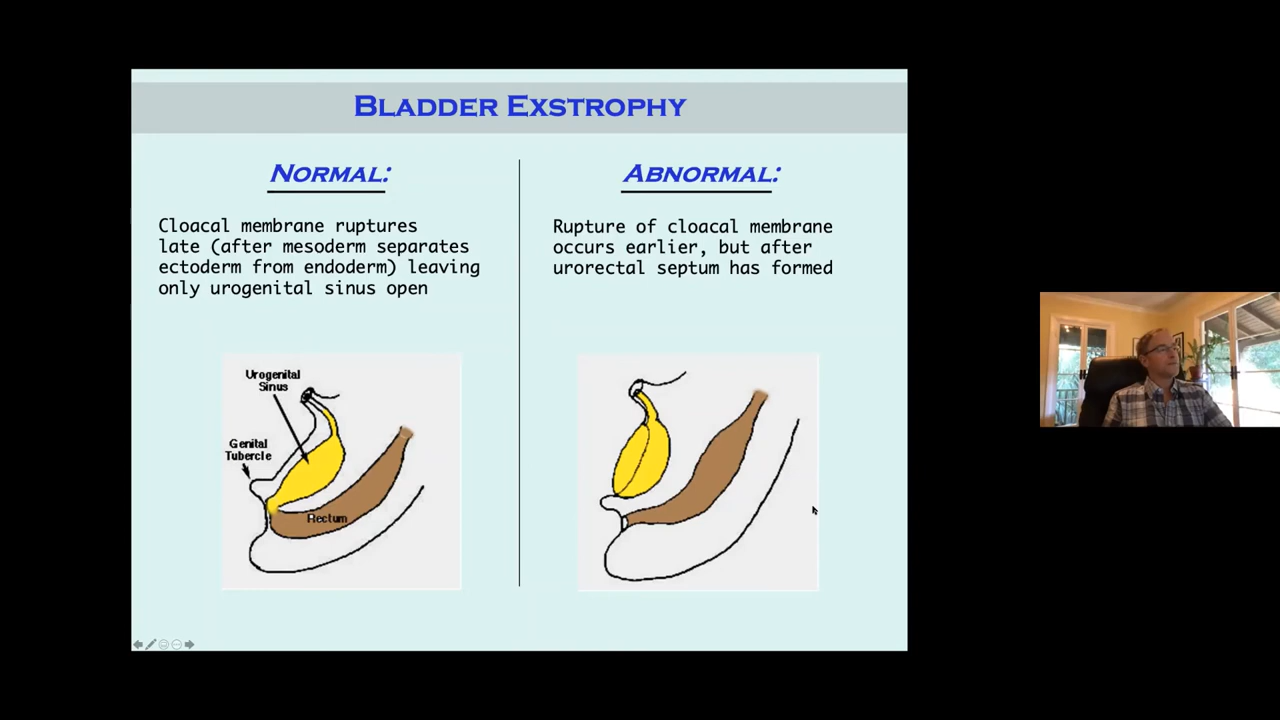 Bladder Exstrophy
Normal:
Cloacal membrane ruptures
late (after mesoderm separates
ectoderm from endoderm) leaving
only urogenital sinus open
Urogenital
Sinus
Genital
Tubercle
Rectum
Abnormal:
Rupture of cloacal membrane
occurs earlier, but after
urorectal septum has formed